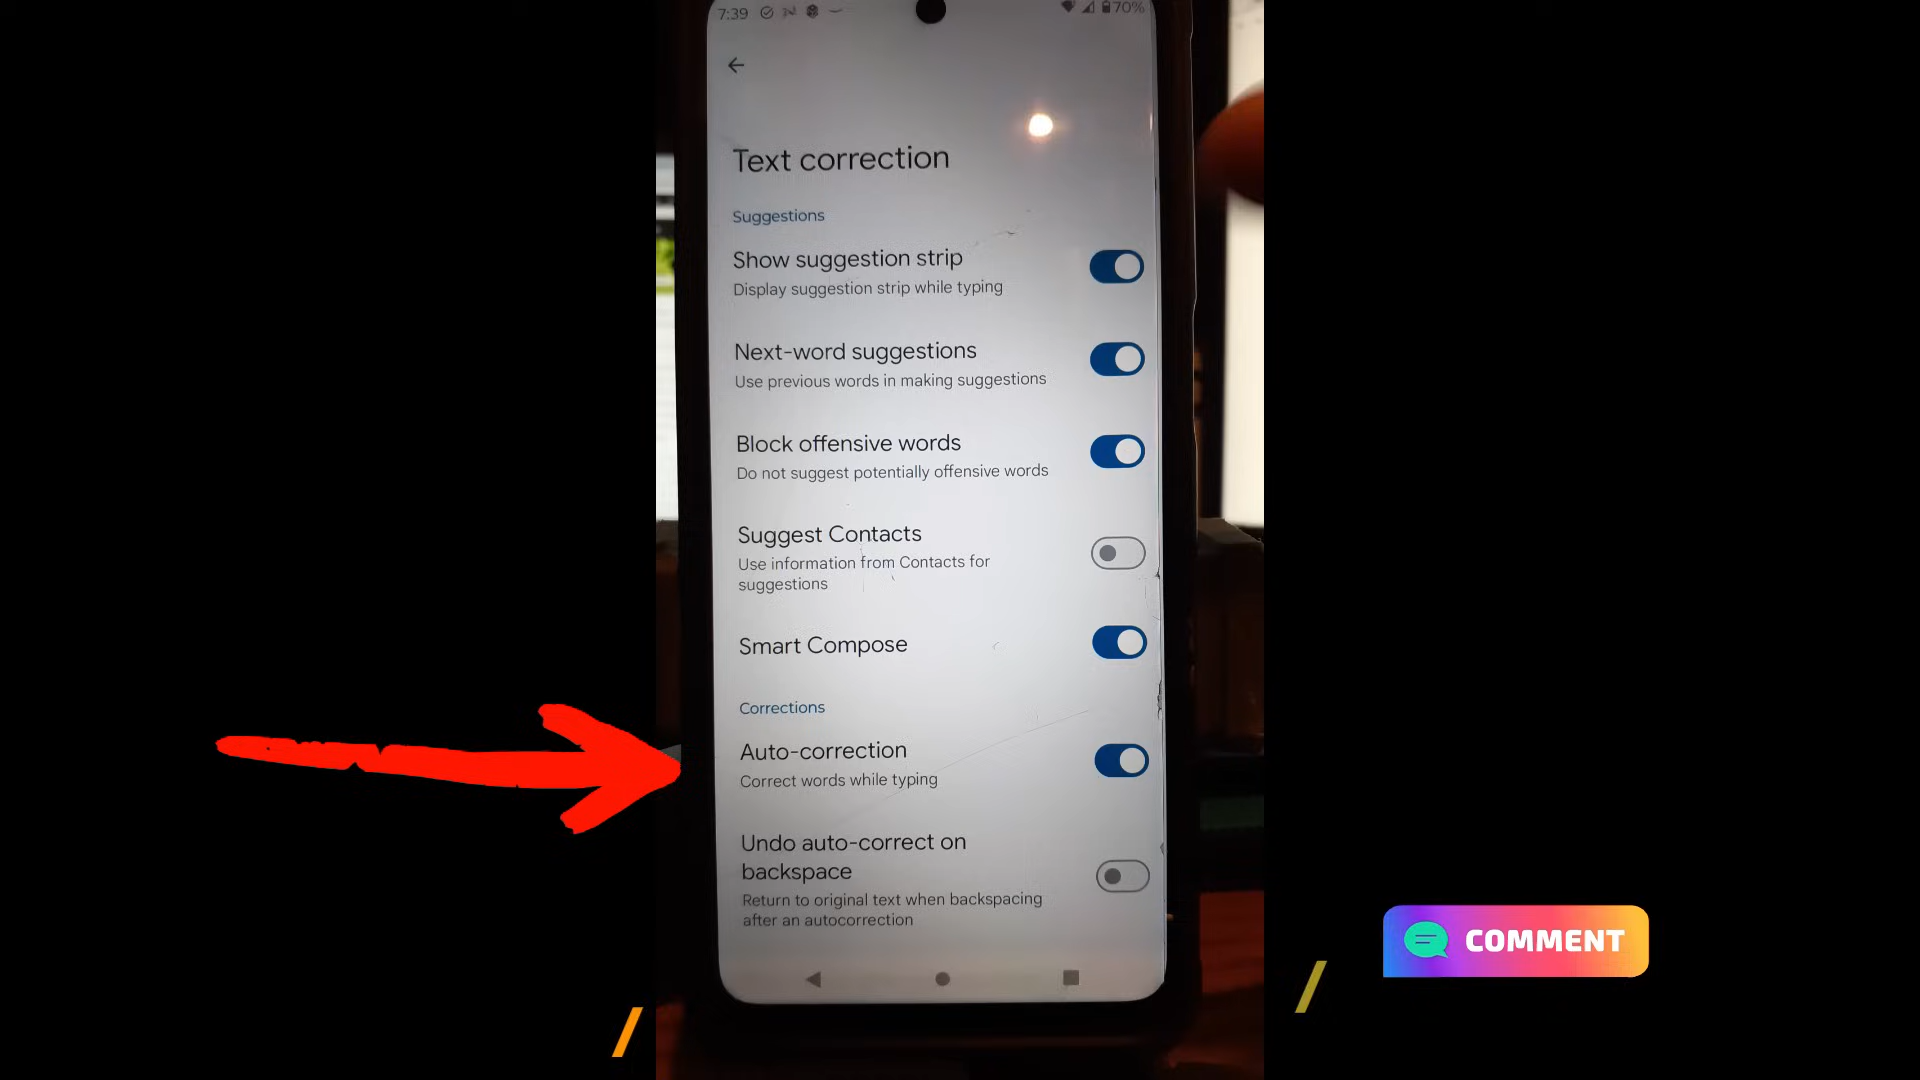 7:39
70%
Text correction
Suggestions
Show suggestion strip
Display suggestion strip while typing
Next-word suggestions
Use previous words in making suggestions
Block offensive words
Do not suggest potentially offensive words
Suggest Contacts
Use information from Contacts for
suggestions
Smart Compose
Corrections
Auto-correction
Correct words while typing
Undo auto-correct on
backspace
Return to original text when backspacing
after an autocorrection
COMMENT